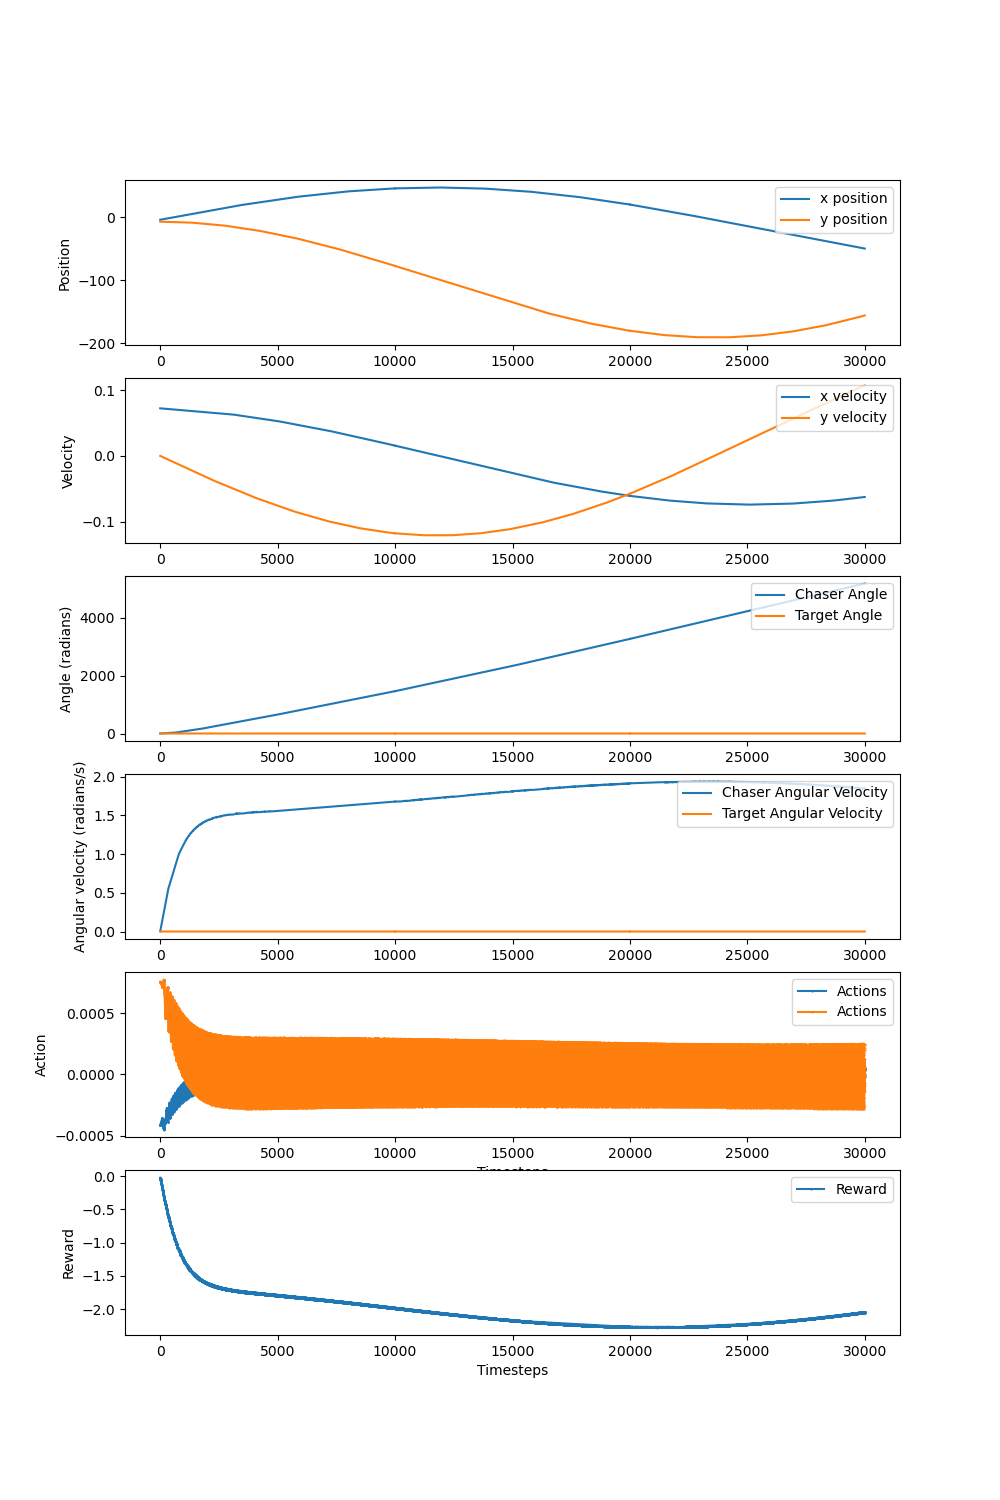 x position
y position
Position
0
−100
−200
0 5000 10000 15000 20000 25000 30000
x velocity
y velocity
Velocity
0.1
0.0
−0.1
0 5000 10000 15000 20000 25000 30000
Chaser Angle
Target Angle
Angle (radians)
4000
2000
0
0 5000 10000 15000 20000 25000 30000
Chaser Angular Velocity
Target Angular Velocity
Angular velocity (radians/s)
2.0
1.5
1.0
0.5
0.0
0 5000 10000 15000 20000 25000 30000
Actions
Actions
Action
0.0005
0.0000
−0.0005
0 5000 10000 15000 20000 25000 30000
Timesteps
Reward
Reward
0.0
−0.5
−1.0
−1.5
−2.0
0 5000 10000 15000 20000 25000 30000
Timesteps